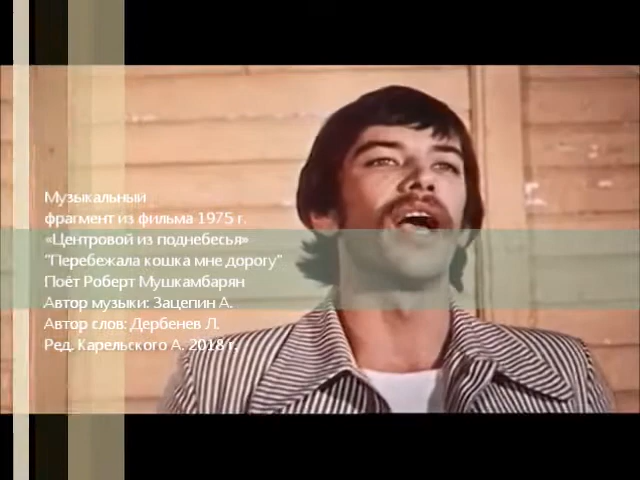 Музыкальный
фрагмент из фильма 1975 г.
«Центровой из поднебесья»
"Перебежала кошка мне дорогу"
Поёт Роберт Мушкамбарян
Автор музыки: Зацепин А.
Автор слов: Дербенев Л.
Ред. Карельского А. 2018 г.